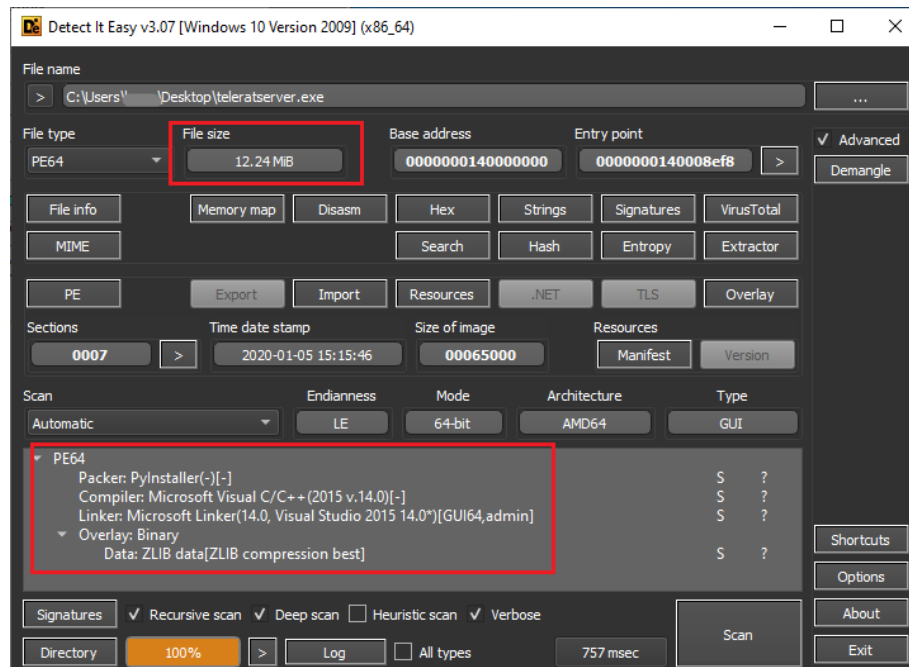 Detect It Easy v3.07 [Windows 10 Version 2009] (x86_64)
File name
> C:\Users\' \Desktop\teleratserver.exe ...
File type File size Base address Entry point Advanced
PE64 12.24 MiB 0000000140000000 0000000140008ef8 > Demangle
File info Memory map Disasm Hex Strings Signatures VirusTotal
MIME Search Hash Entropy Extractor
PE Export Import Resources .NET TLS Overlay
Sections Time date stamp Size of image Resources
0007 > 2020-01-05 15:15:46 00065000 Manifest Version
Scan Endianness Mode Architecture Type
Automatic LE 64-bit AMD64 GUI
PE64
Packer: PyInstaller(-)[-] S ?
Compiler: Microsoft Visual C/C++(2015 v.14.0)[-] S ?
Linker: Microsoft Linker(14.0, Visual Studio 2015 14.0*)[GUI64,admin] S ?
Overlay: Binary
Data: ZLIB data[ZLIB compression best] S ?
Shortcuts
Options
Signatures Recursive scan Deep scan Heuristic scan Verbose Scan About
Directory 100% > Log All types 757 msec Exit